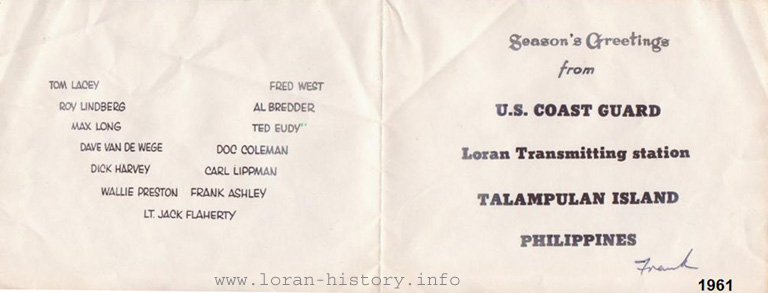 TOM LACEY FRED WEST
ROY LINDBERG AL BREDDER
MAX LONG TED EUDY
DAVE VAN DE WEGE DOC COLEMAN
DICK HARVEY CARL LIPPMAN
WALLIE PRESTON FRANK ASHLEY
LT. JACK FLAHERTY
Season's Greetings
from
U.S. COAST GUARD
Loran Transmitting station
TALAMPULAN ISLAND
PHILIPPINES
Frank
www.loran-history.info
1961